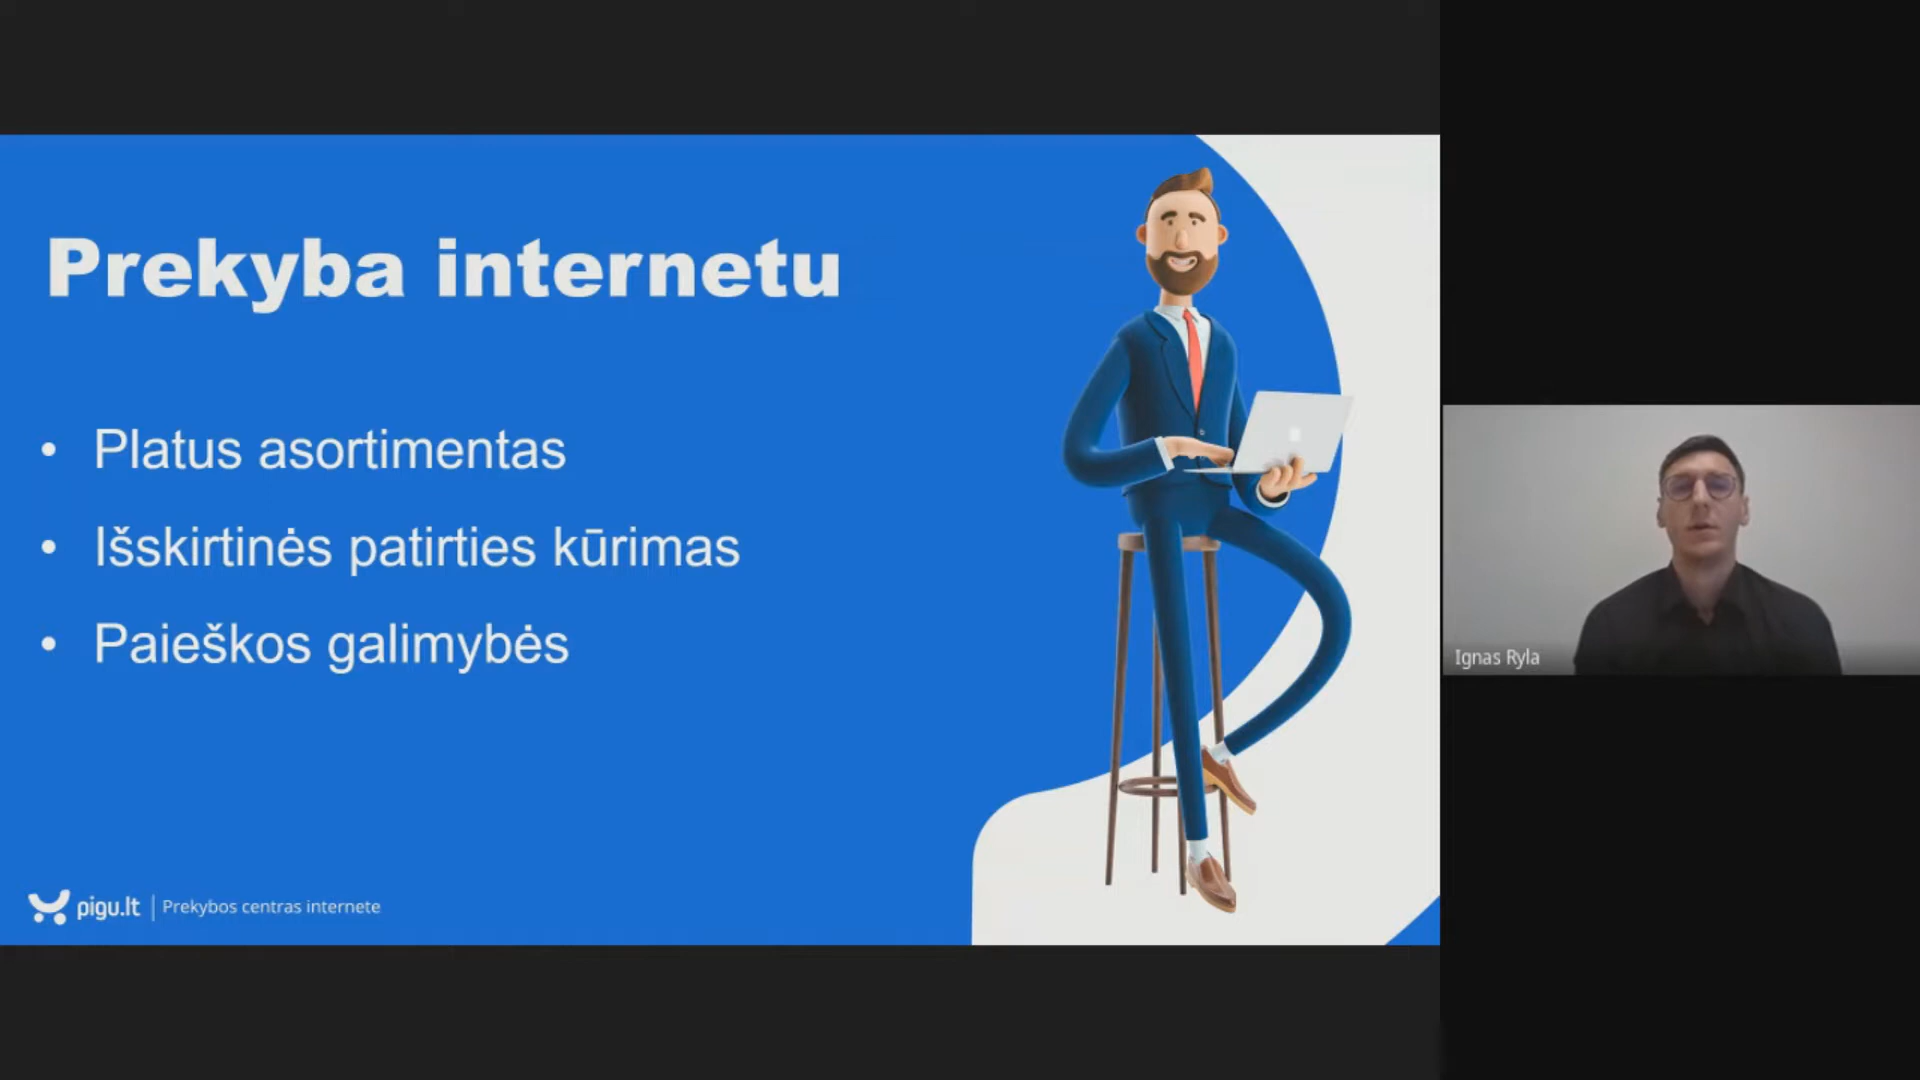 Prekyba internetu
• Platus asortimentas
• Išskirtinės patirties kūrimas
• Paieškos galimybės
pigu.lt | Prekybos centras internete
Ignas Ryla